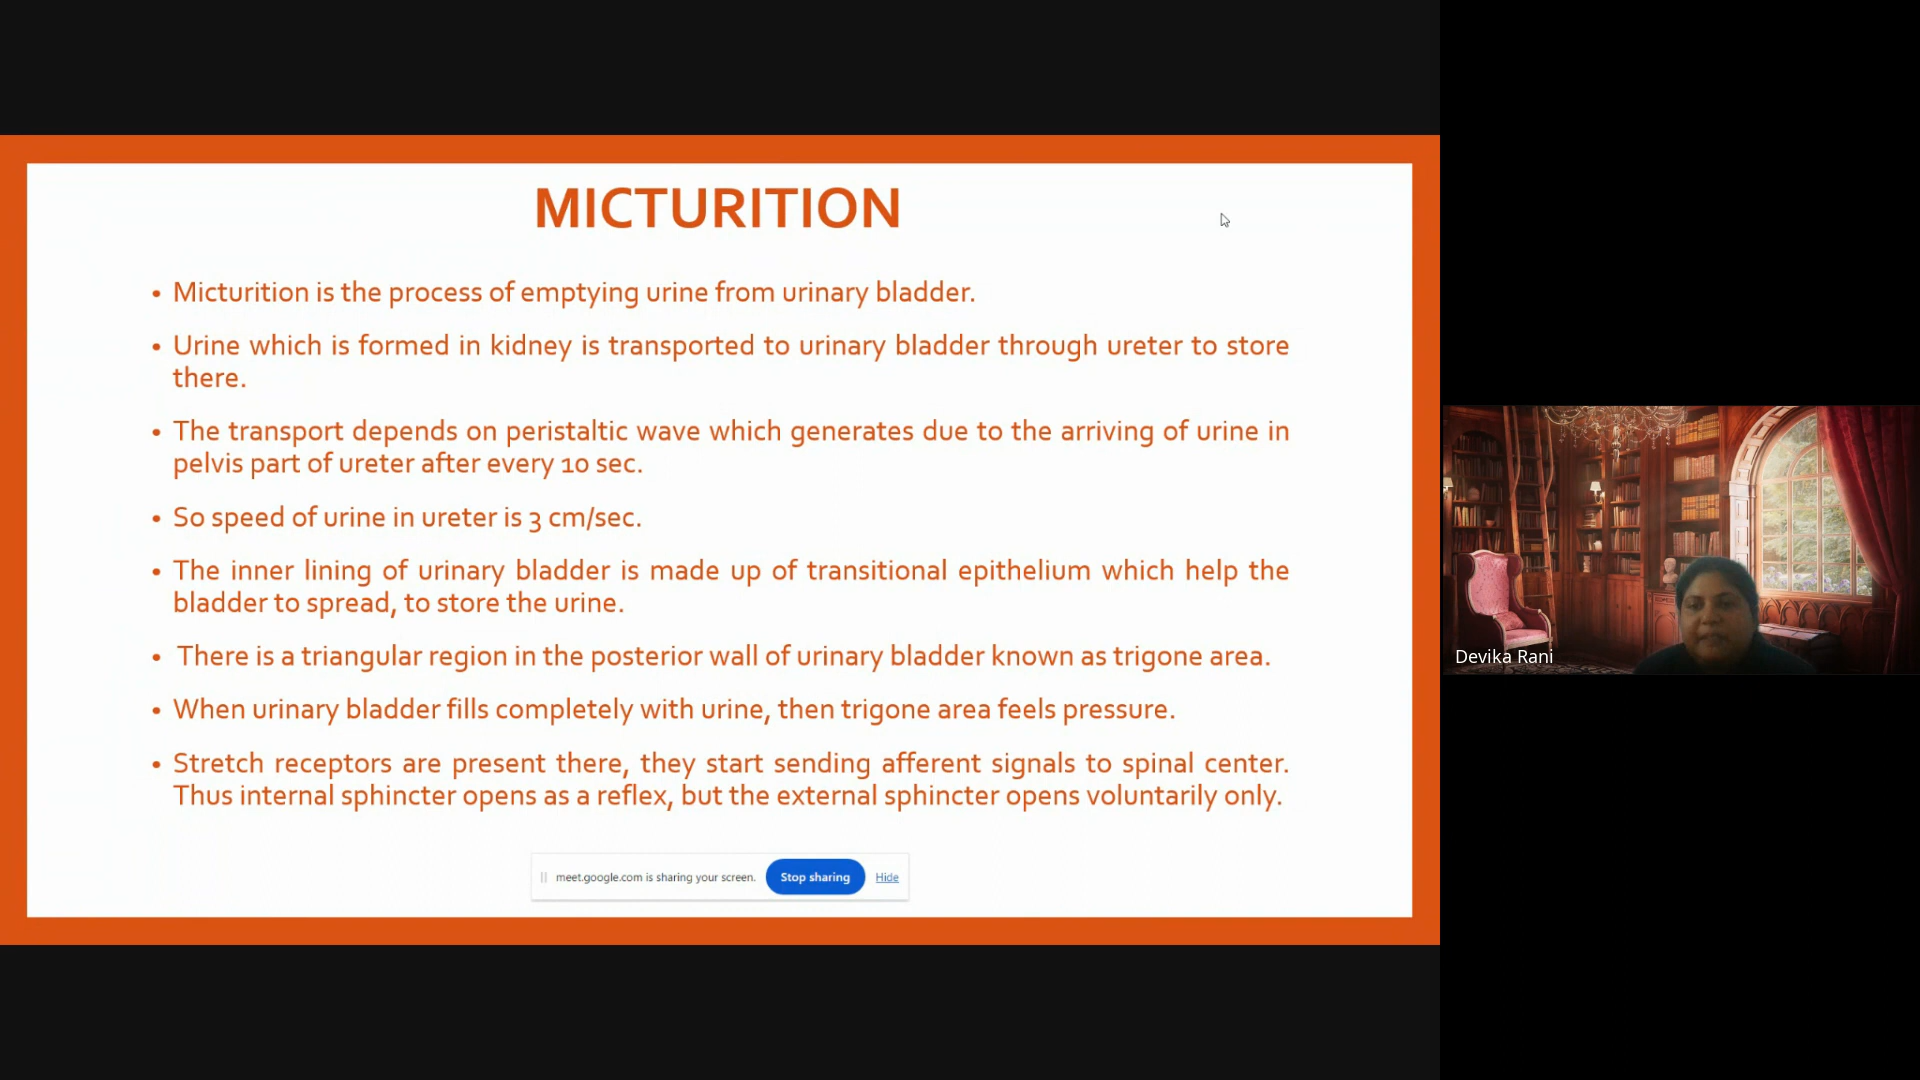 MICTURITION
• Micturition is the process of emptying urine from urinary bladder.
• Urine which is formed in kidney is transported to urinary bladder through ureter to store
there.
• The transport depends on peristaltic wave which generates due to the arriving of urine in
pelvis part of ureter after every 10 sec.
• So speed of urine in ureter is 3 cm/sec.
• The inner lining of urinary bladder is made up of transitional epithelium which help the
bladder to spread, to store the urine.
• There is a triangular region in the posterior wall of urinary bladder known as trigone area.
• When urinary bladder fills completely with urine, then trigone area feels pressure.
• Stretch receptors are present there, they start sending afferent signals to spinal center.
Thus internal sphincter opens as a reflex, but the external sphincter opens voluntarily only.
meet.google.com is sharing your screen. Stop sharing Hide
Devika Rani